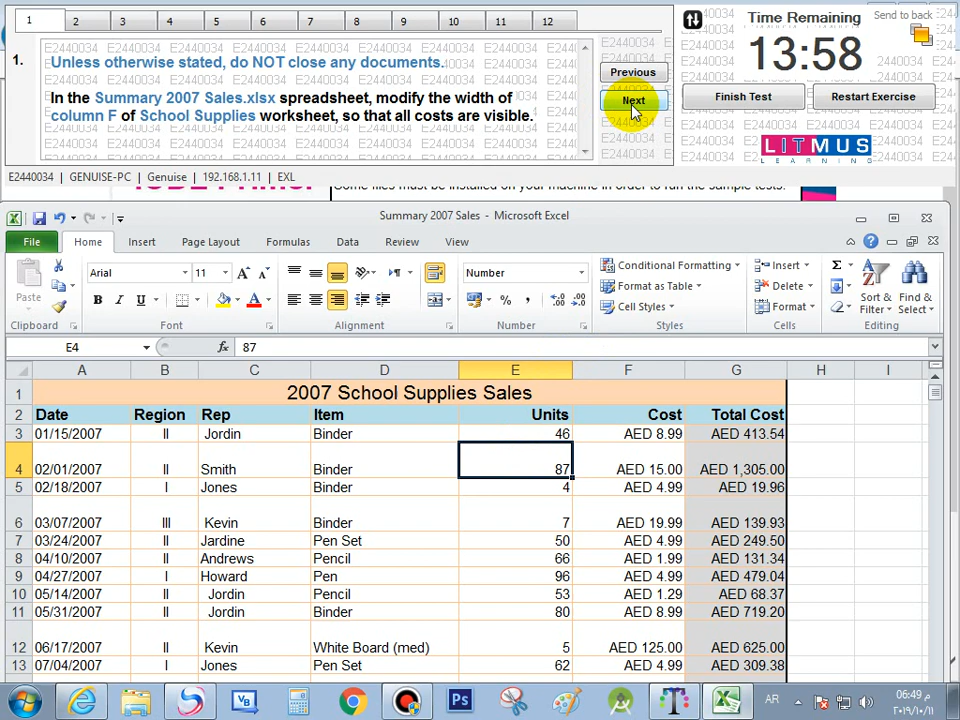 1 2 3 4 5 6 7 8 9 10 11 12
1.
Unless otherwise stated, do NOT close any documents.
In the Summary 2007 Sales.xlsx spreadsheet, modify the width of
column F of School Supplies worksheet, so that all costs are visible.
Previous
Next
Time Remaining
Send to back
13:58
Finish Test
Restart Exercise
LITMUS
LEARNING
E2440034 | GENUISE-PC | Genuise | 192.168.1.11 | EXL
Some files must be installed on your machine in order to run the sample tests.
Summary 2007 Sales - Microsoft Excel
File Home Insert Page Layout Formulas Data Review View
Paste
Arial 11
Number
Conditional Formatting
Format as Table
Cell Styles
Insert
Delete
Format
Sort & Filter
Find & Select
Clipboard Font Alignment Number Styles Cells Editing
E4 fx 87
A B C D E F G H I
1 2007 School Supplies Sales
2 Date Region Rep Item Units Cost Total Cost
3 01/15/2007 II Jordin Binder 46 AED 8.99 AED 413.54
4 02/01/2007 II Smith Binder 87 AED 15.00 AED 1,305.00
5 02/18/2007 I Jones Binder 4 AED 4.99 AED 19.96
6 03/07/2007 III Kevin Binder 7 AED 19.99 AED 139.93
7 03/24/2007 II Jardine Pen Set 50 AED 4.99 AED 249.50
8 04/10/2007 II Andrews Pencil 66 AED 1.99 AED 131.34
9 04/27/2007 I Howard Pen 96 AED 4.99 AED 479.04
10 05/14/2007 II Jordin Pencil 53 AED 1.29 AED 68.37
11 05/31/2007 II Jordin Binder 80 AED 8.99 AED 719.20
12 06/17/2007 II Kevin White Board (med) 5 AED 125.00 AED 625.00
13 07/04/2007 I Jones Pen Set 62 AED 4.99 AED 309.38
AR
06:49 م
٢٠١٩/١٠/١١